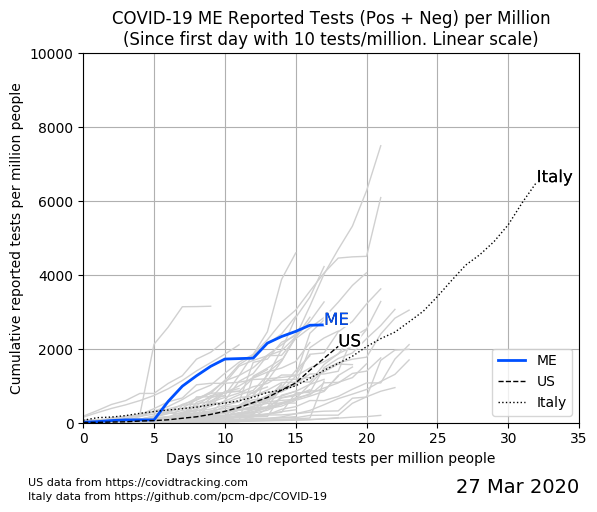 COVID-19 ME Reported Tests (Pos + Neg) per Million
(Since first day with 10 tests/million. Linear scale)
Cumulative reported tests per million people
10000
8000
6000
4000
2000
0
Italy
ME
US
ME
US
Italy
0 5 10 15 20 25 30 35
Days since 10 reported tests per million people
US data from https://covidtracking.com
Italy data from https://github.com/pcm-dpc/COVID-19
27 Mar 2020